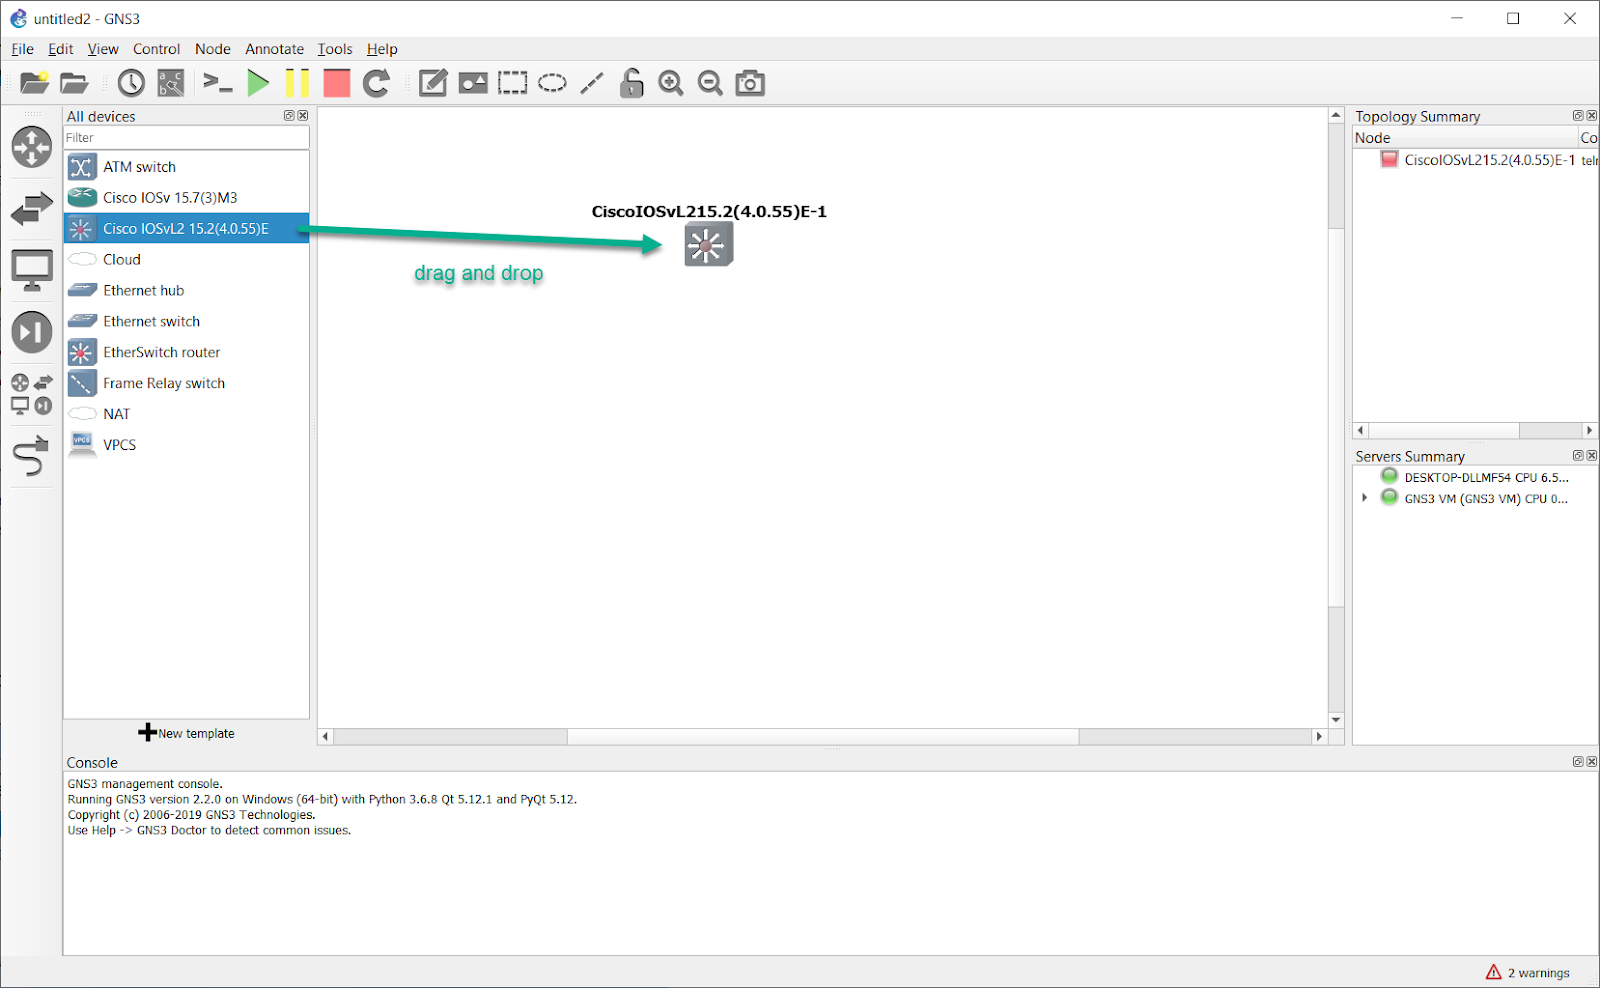 untitled2 - GNS3
File Edit View Control Node Annotate Tools Help
All devices
Filter
ATM switch
Cisco IOSv 15.7(3)M3
Cisco IOSvL2 15.2(4.0.55)E
Cloud
Ethernet hub
Ethernet switch
EtherSwitch router
Frame Relay switch
NAT
VPCS
New template
CiscoIOSvL215.2(4.0.55)E-1
drag and drop
Topology Summary
Node Co
CiscoIOSvL215.2(4.0.55)E-1 teln
Servers Summary
DESKTOP-DLLMF54 CPU 6.5...
GNS3 VM (GNS3 VM) CPU 0...
Console
GNS3 management console.
Running GNS3 version 2.2.0 on Windows (64-bit) with Python 3.6.8 Qt 5.12.1 and PyQt 5.12.
Copyright (c) 2006-2019 GNS3 Technologies.
Use Help -> GNS3 Doctor to detect common issues.
2 warnings